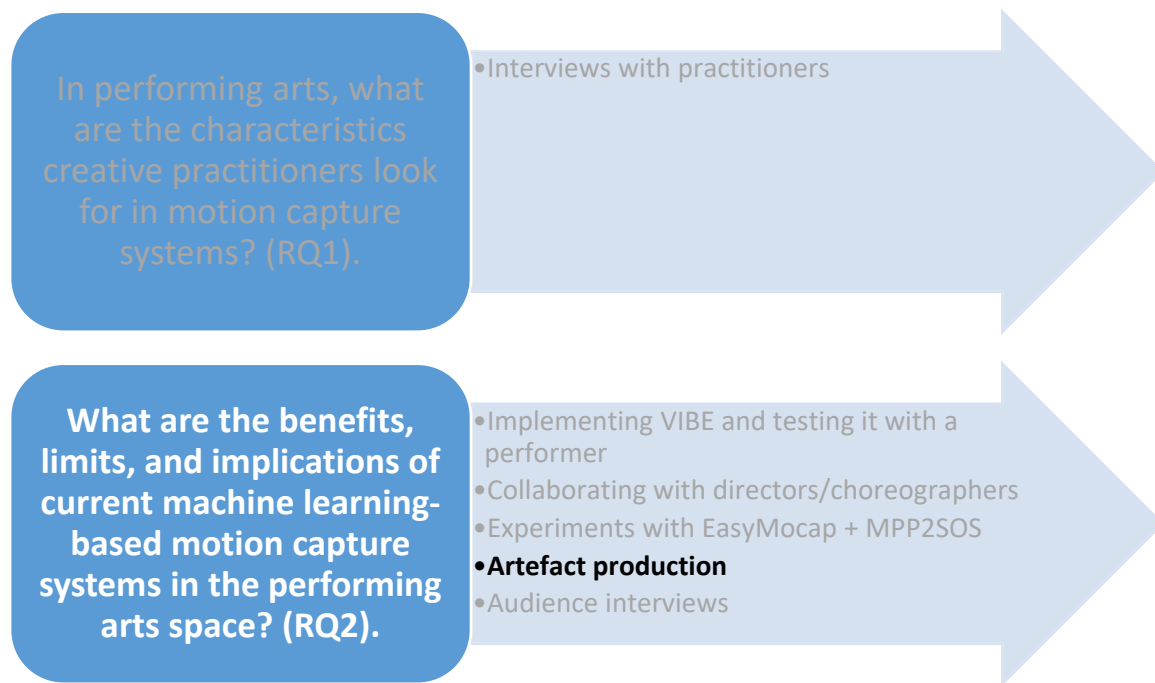 In performing arts, what
are the characteristics
creative practitioners look
for in motion capture
systems? (RQ1).
•Interviews with practitioners
What are the benefits,
limits, and implications of
current machine learning-
based motion capture
systems in the performing
arts space? (RQ2).
•Implementing VIBE and testing it with a
performer
•Collaborating with directors/choreographers
•Experiments with EasyMocap + MPP2SOS
•Artefact production
•Audience interviews